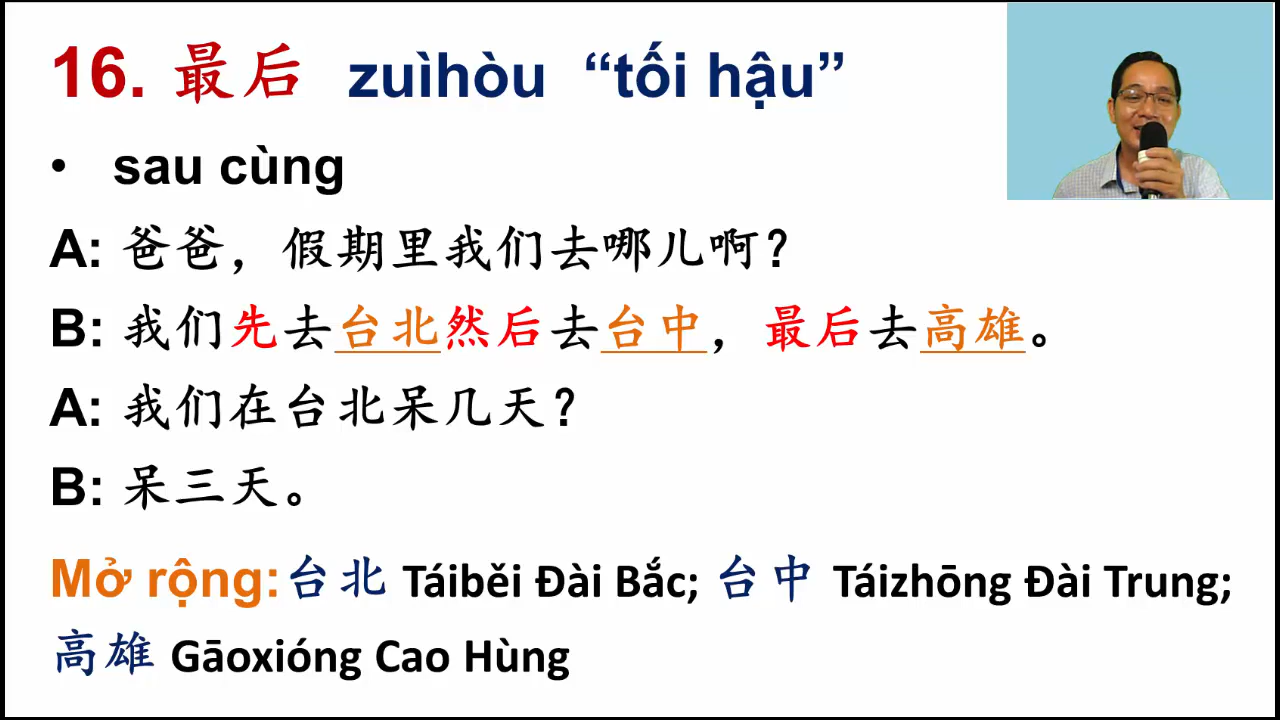 16. 最后 zuìhòu “tối hậu”
• sau cùng
A: 爸爸，假期里我们去哪儿啊？
B: 我们先去台北然后去台中，最后去高雄。
A: 我们在台北呆几天？
B: 呆三天。
Mở rộng: 台北 Táiběi Đài Bắc; 台中 Táizhōng Đài Trung;
高雄 Gāoxióng Cao Hùng